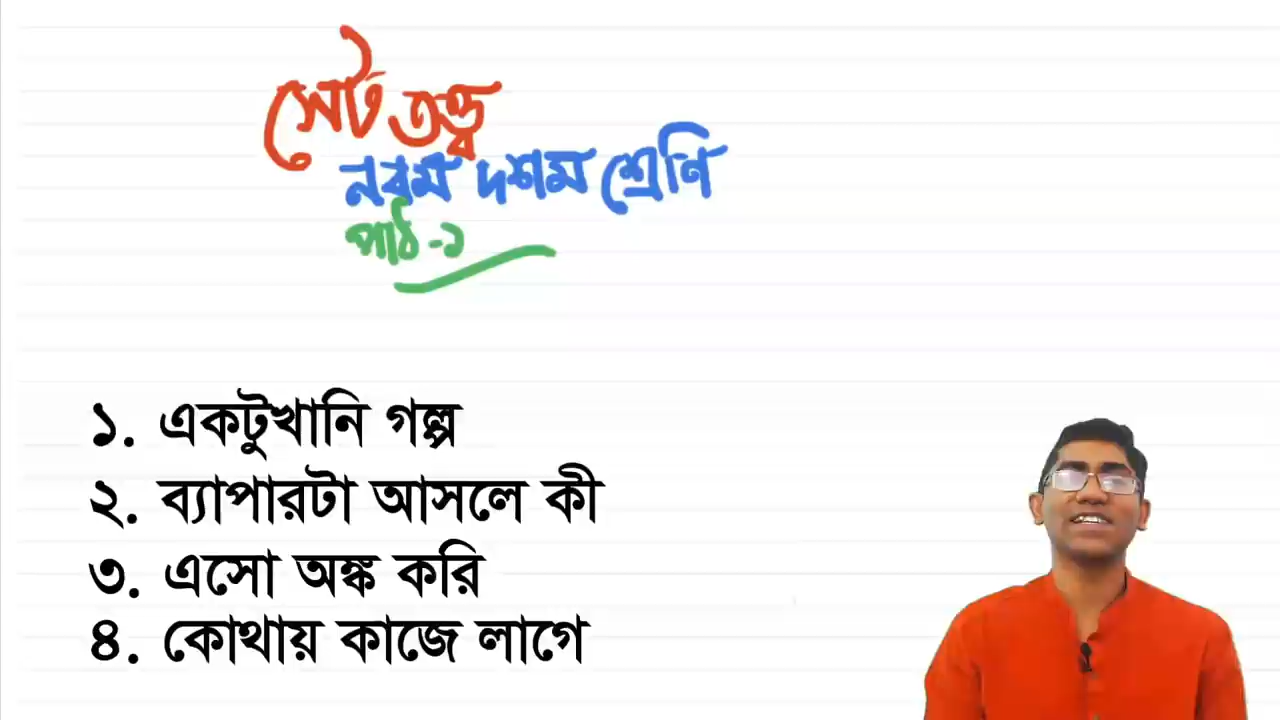 সেট তত্ত্ব
নবম দশম শ্রেণি
পাঠ -১
১. একটুখানি গল্প
২. ব্যাপারটা আসলে কী
৩. এসো অঙ্ক করি
৪. কোথায় কাজে লাগে